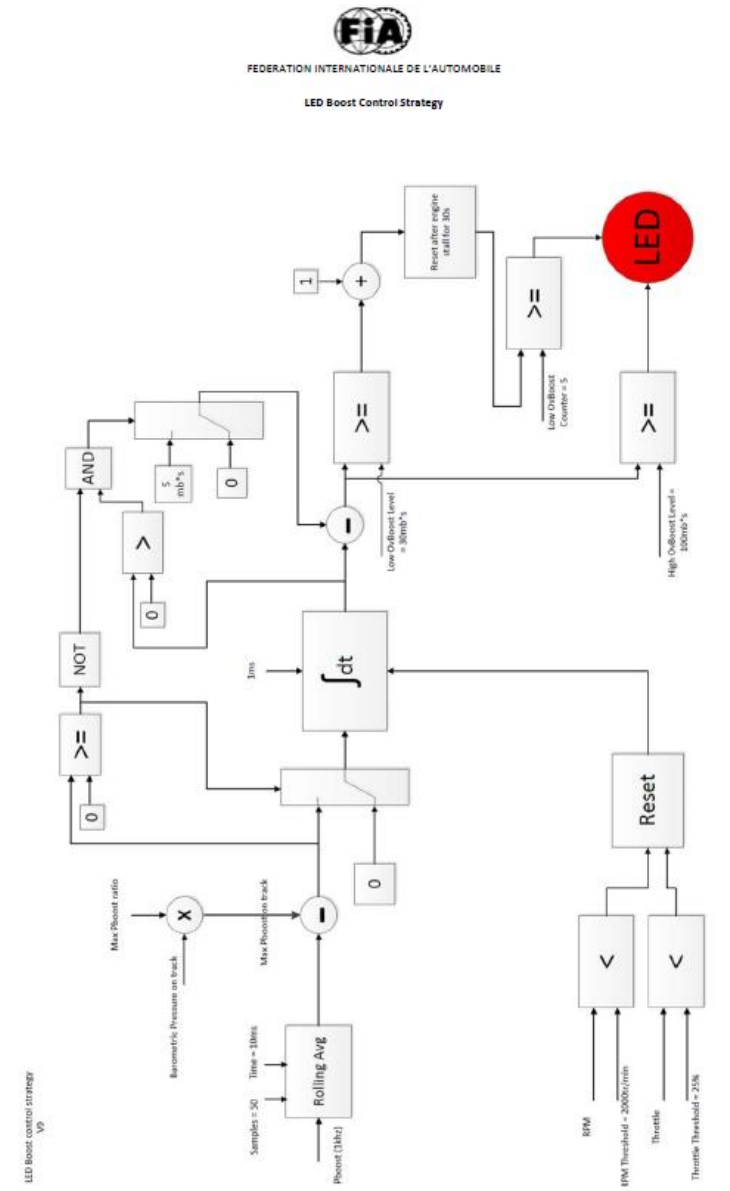 FiA
FEDERATION INTERNATIONALE DE L'AUTOMOBILE
LED Boost Control Strategy
LED Boost control strategy
V9
Pboost (1khz)
Samples = 50
Time = 10ms
Rolling Avg
Barometric Pressure on track
Max Pboost ratio
X
Max Pboost on track
-
0
>=
NOT
0
1ms
∫dt
0
>
AND
5
mb*s
0
-
Low OvBoost Level
= 30mb*s
>=
1
+
Reset after engine
stall for 30s
Low OvBoost
Counter = 5
>=
LED
High OvBoost Level =
100mb*s
>=
RPM
RPM Threshold = 2000tr/min
<
Throttle
Throttle Threshold = 25%
<
Reset